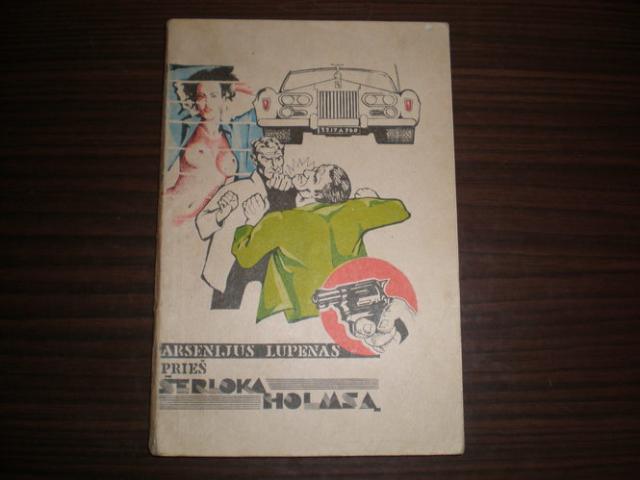 ARSENIJUS LUPENAS
PRIEŠ
ŠERLOKĄ
HOLMSĄ